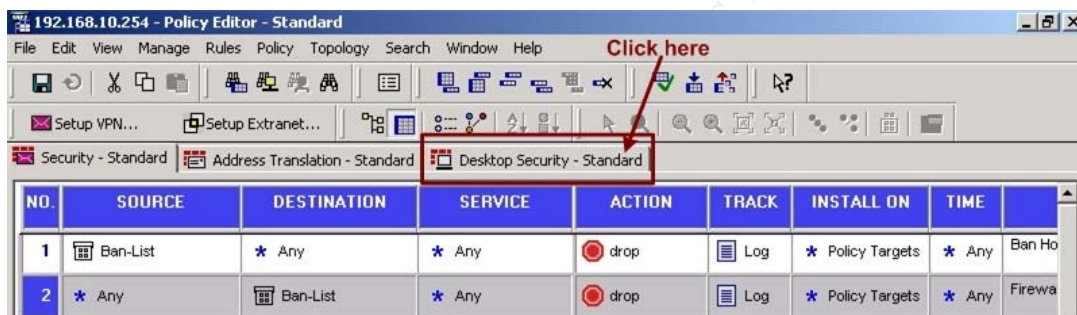 192.168.10.254 - Policy Editor - Standard
File Edit View Manage Rules Policy Topology Search Window Help
Click here
Setup VPN... Setup Extranet...
Security - Standard Address Translation - Standard Desktop Security - Standard
NO. SOURCE DESTINATION SERVICE ACTION TRACK INSTALL ON TIME
1 Ban-List * Any * Any drop Log * Policy Targets * Any Ban Ho
2 * Any Ban-List * Any drop Log * Policy Targets * Any Firewa